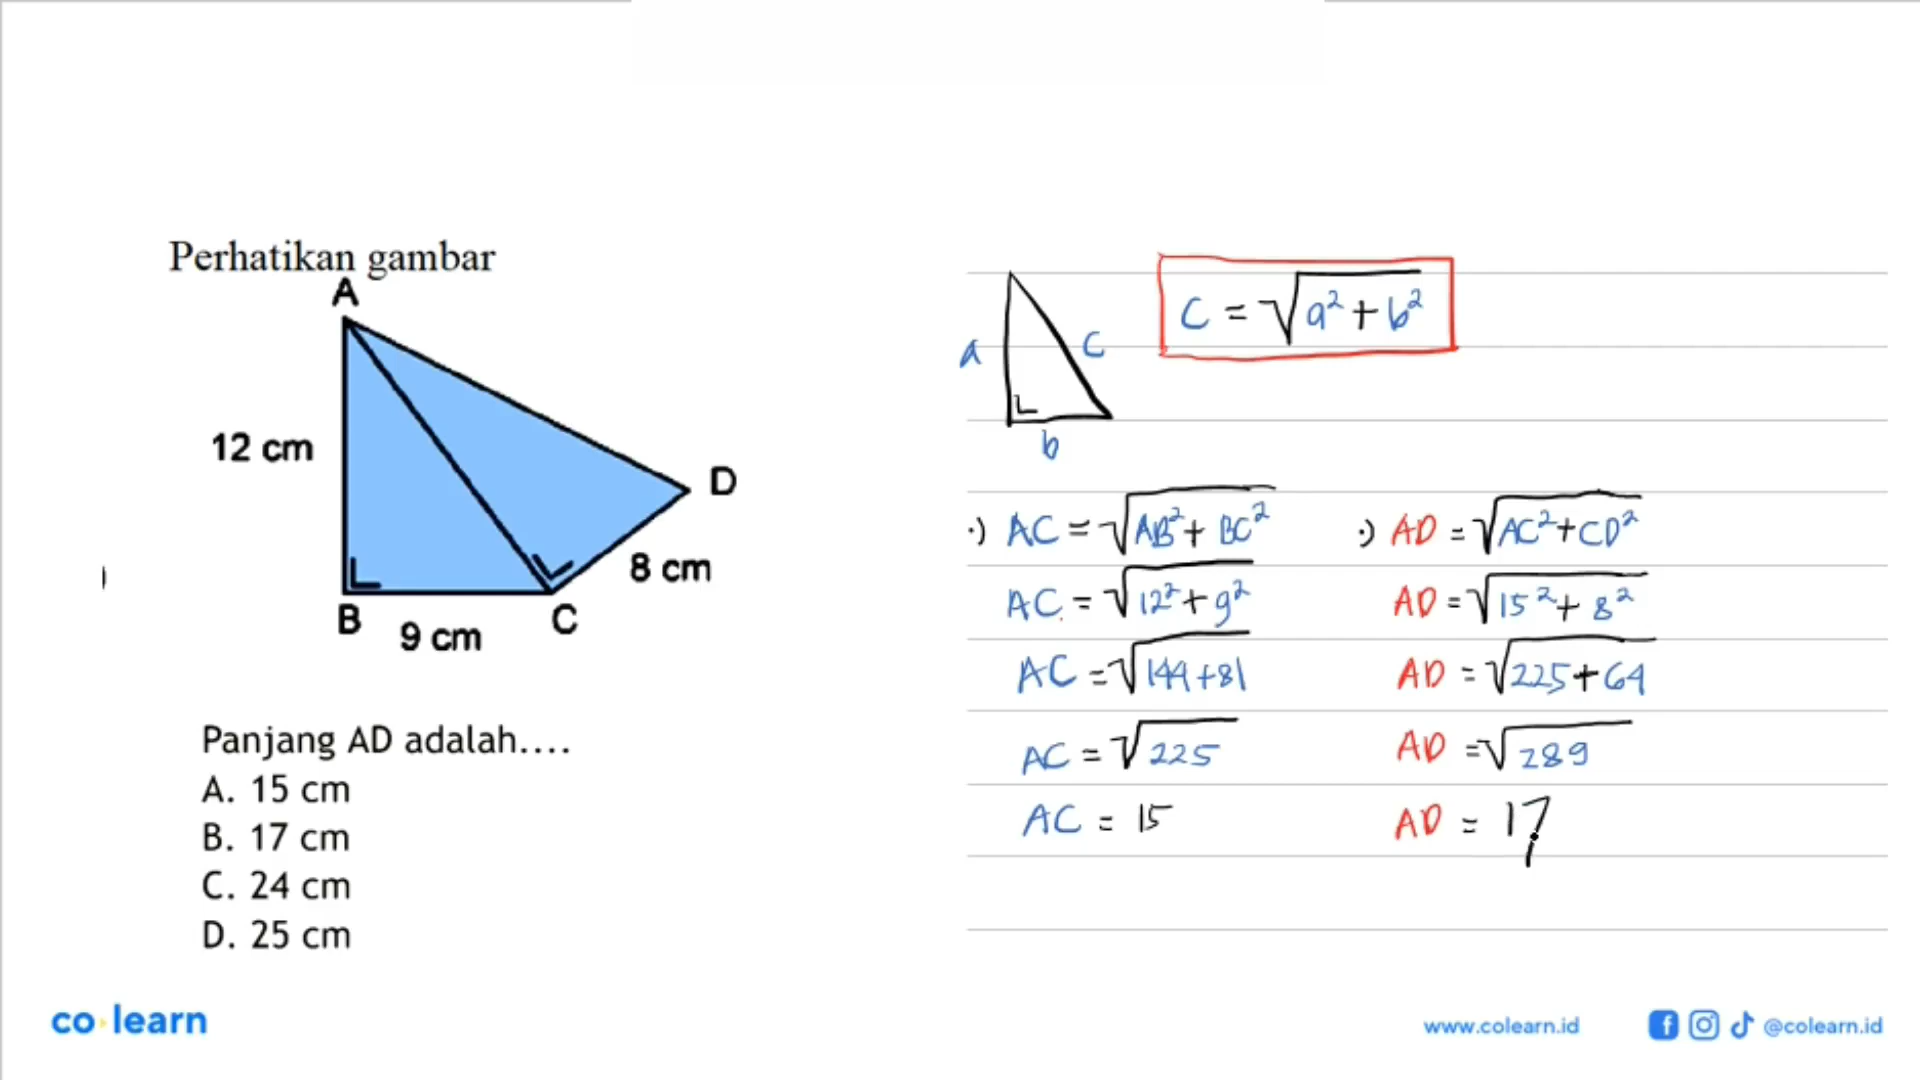 Perhatikan gambar
A
12 cm
D
8 cm
B
9 cm
C
Panjang AD adalah....
A. 15 cm
B. 17 cm
C. 24 cm
D. 25 cm
a
c
b
C = √a² + b²
·) AC = √AB² + BC²
AC = √12² + 9²
AC = √144 + 81
AC = √225
AC = 15
·) AD = √AC² + CD²
AD = √15² + 8²
AD = √225 + 64
AD = √289
AD = 17
co learn
www.colearn.id
@colearn.id